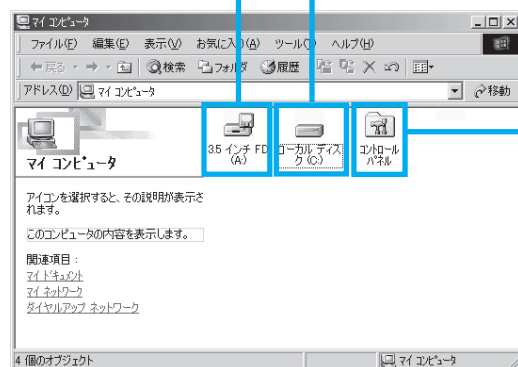 マイ コンピュータ
ファイル(F) 編集(E) 表示(V) お気に入り(A) ツール(T) ヘルプ(H)
戻る 検索 フォルダ 履歴
アドレス(D) マイ コンピュータ 移動
マイ コンピュータ
3.5 インチ FD (A:)
ローカル ディスク (C:)
コントロール パネル
アイコンを選択すると、その説明が表示さ
れます。
このコンピュータの内容を表示します。
関連項目:
マイ ドキュメント
マイ ネットワーク
ダイヤルアップ ネットワーク
4 個のオブジェクト マイ コンピュータ